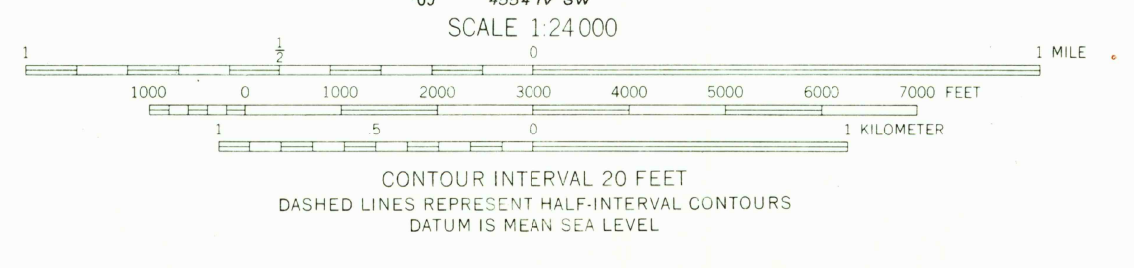 SCALE 1:24 000
1 1/2 0 1 MILE
1000 0 1000 2000 3000 4000 5000 6000 7000 FEET
1 .5 0 1 KILOMETER
CONTOUR INTERVAL 20 FEET
DASHED LINES REPRESENT HALF-INTERVAL CONTOURS
DATUM IS MEAN SEA LEVEL